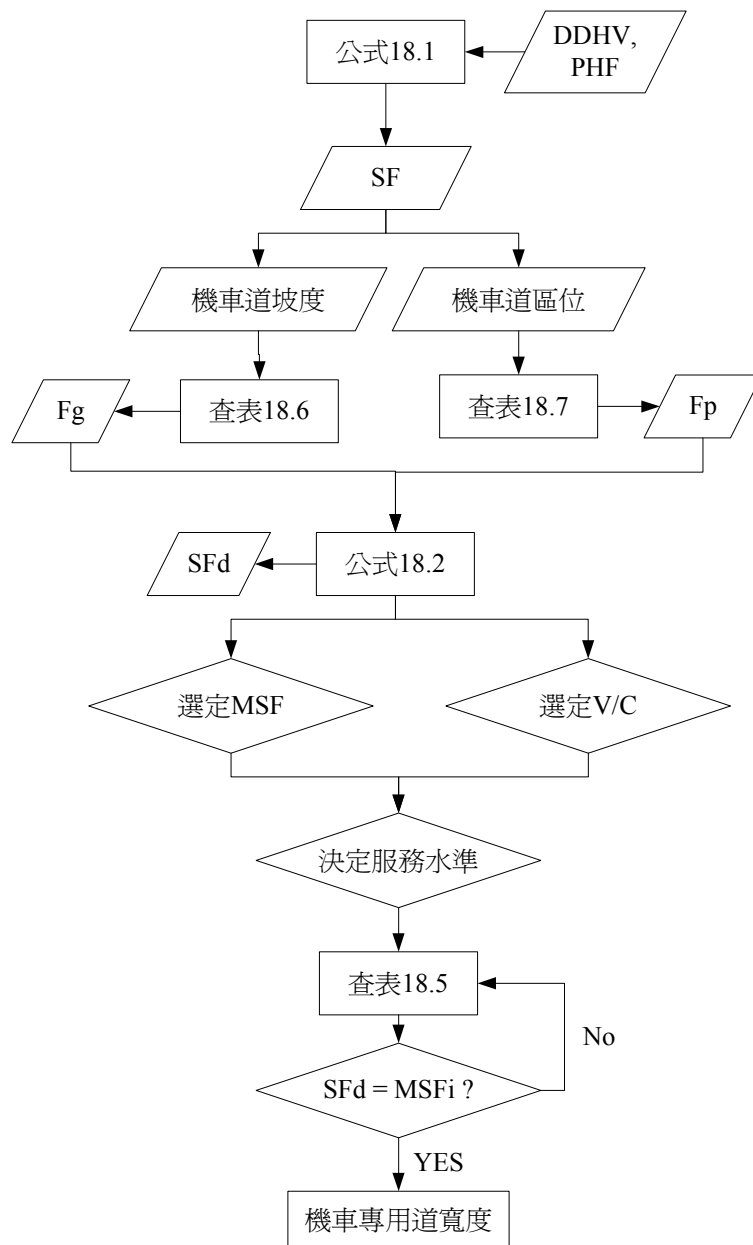 公式18.1
DDHV,
PHF
SF
機車道坡度
機車道區位
Fg
查表18.6
查表18.7
Fp
SFd
公式18.2
選定MSF
選定V/C
決定服務水準
查表18.5
No
SFd = MSFi ?
YES
機車專用道寬度